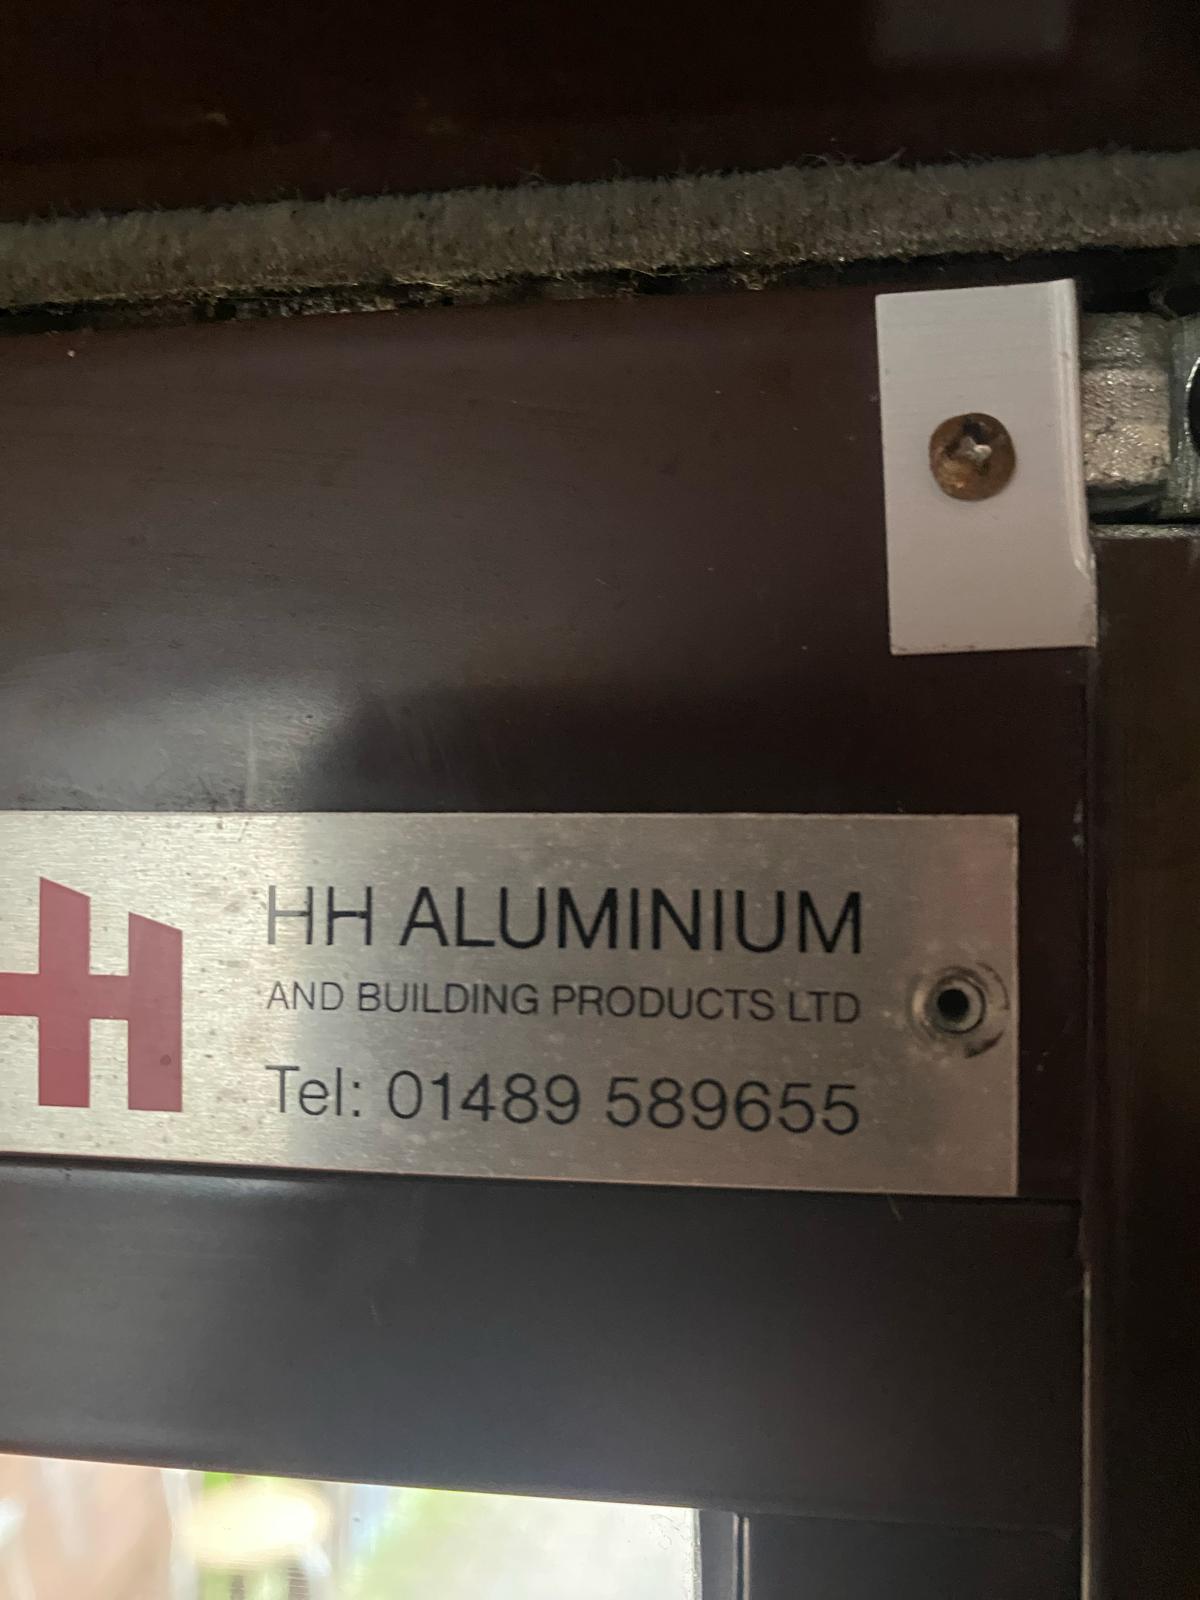 HH ALUMINIUM
AND BUILDING PRODUCTS LTD
Tel: 01489 589655